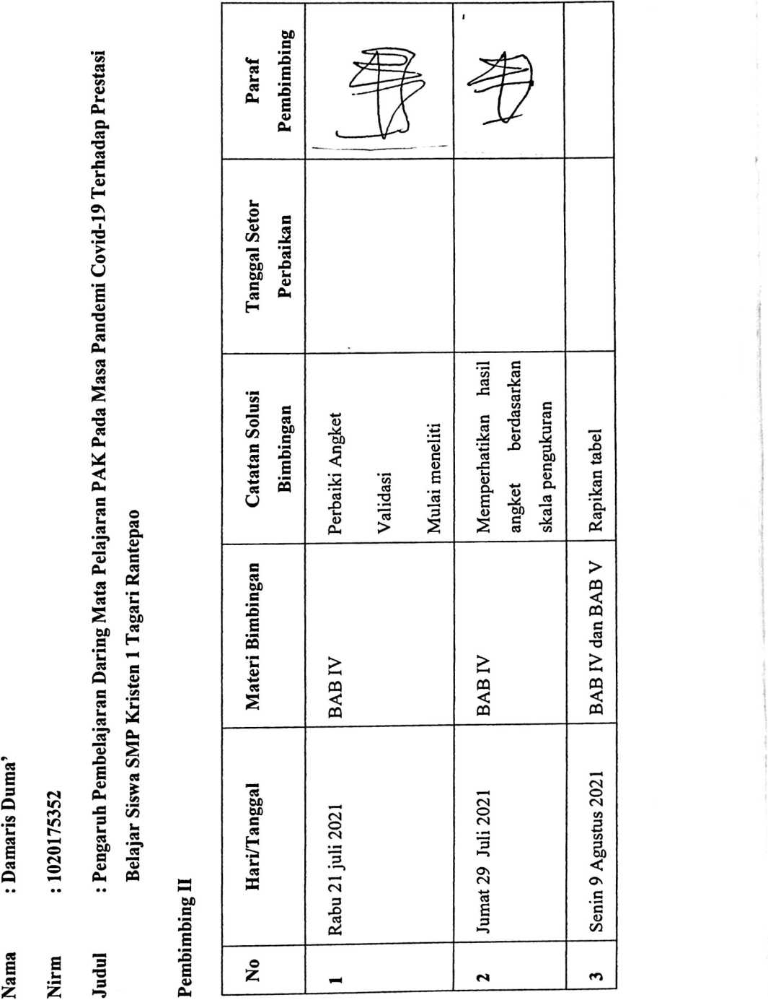 Nama : Damaris Duma’
Nirm : 1020175352
Judul : Pengaruh Pembelajaran Daring Mata Pelajaran PAK Pada Masa Pandemi Covid-19 Terhadap Prestasi
Belajar Siswa SMP Kristen 1 Tagari Rantepao
Pembimbing II
No Hari/Tanggal Materi Bimbingan Catatan Solusi Bimbingan Tanggal Setor Perbaikan Paraf Pembimbing
1 Rabu 21 juli 2021 BAB IV Perbaiki Angket
Validasi
Mulai meneliti
2 Jumat 29 Juli 2021 BAB IV Memperhatikan hasil
angket berdasarkan
skala pengukuran
3 Senin 9 Agustus 2021 BAB IV dan BAB V Rapikan tabel